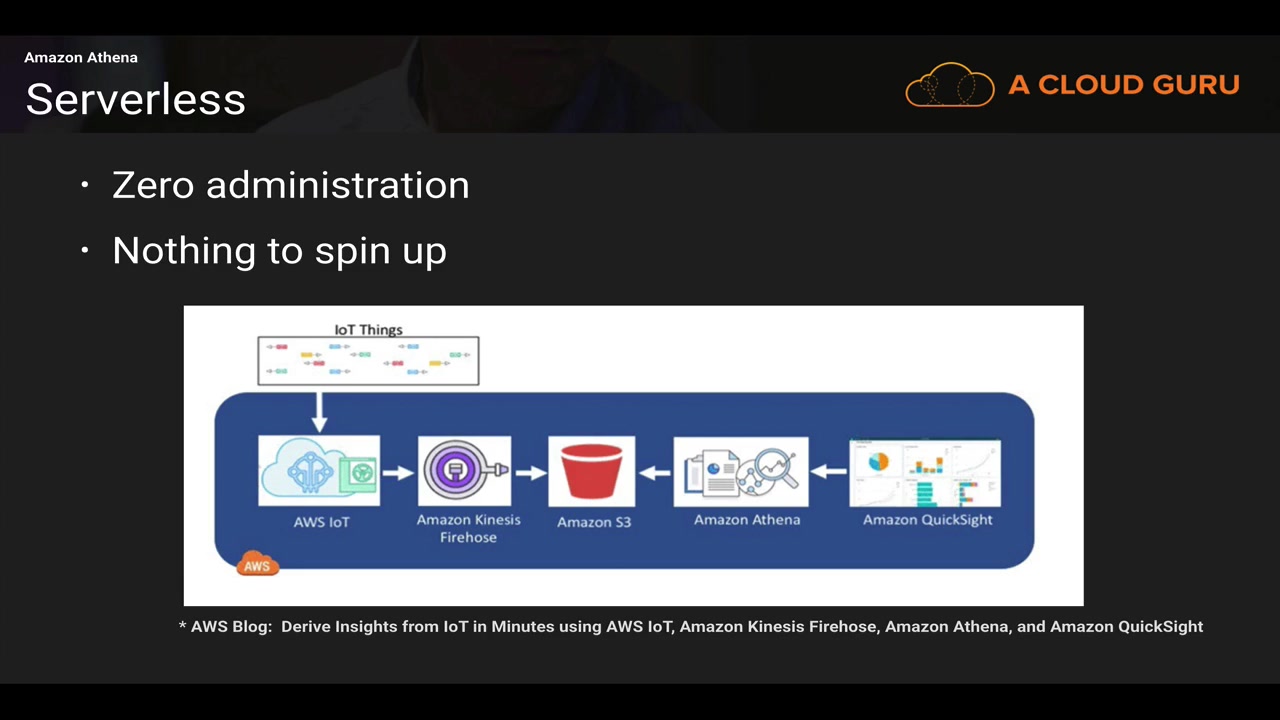 Amazon Athena
Serverless
A CLOUD GURU
• Zero administration
• Nothing to spin up
IoT Things
AWS IoT
Amazon Kinesis
Firehose
Amazon S3
Amazon Athena
Amazon QuickSight
AWS
* AWS Blog: Derive Insights from IoT in Minutes using AWS IoT, Amazon Kinesis Firehose, Amazon Athena, and Amazon QuickSight